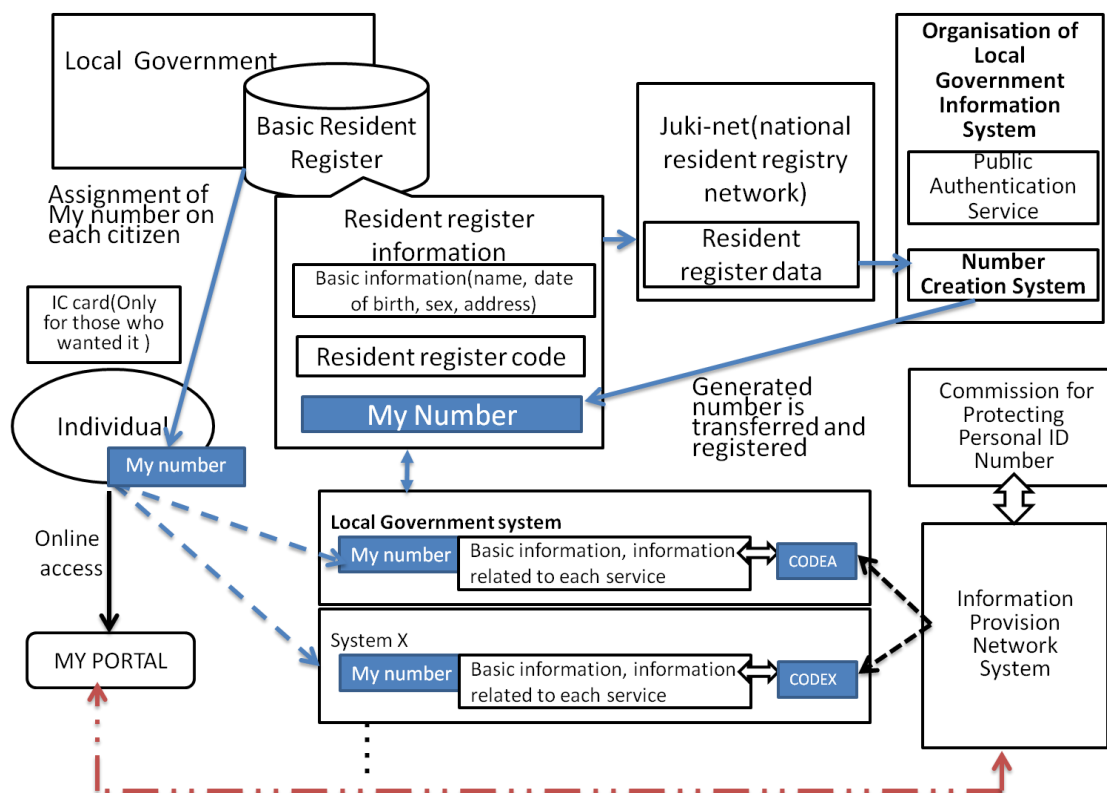 Local Government
Basic Resident
Register
Assignment of
My number on
each citizen
IC card(Only
for those who
wanted it )
Individual
My number
Online
access
MY PORTAL
Resident register
information
Basic information(name, date
of birth, sex, address)
Resident register code
My Number
Juki-net(national
resident registry
network)
Resident
register data
Organisation of
Local
Government
Information
System
Public
Authentication
Service
Number
Creation System
Generated
number is
transferred and
registered
Commission for
Protecting
Personal ID
Number
Local Government system
My number
Basic information, information
related to each service
CODEA
System X
My number
Basic information, information
related to each service
CODEX
Information
Provision
Network
System